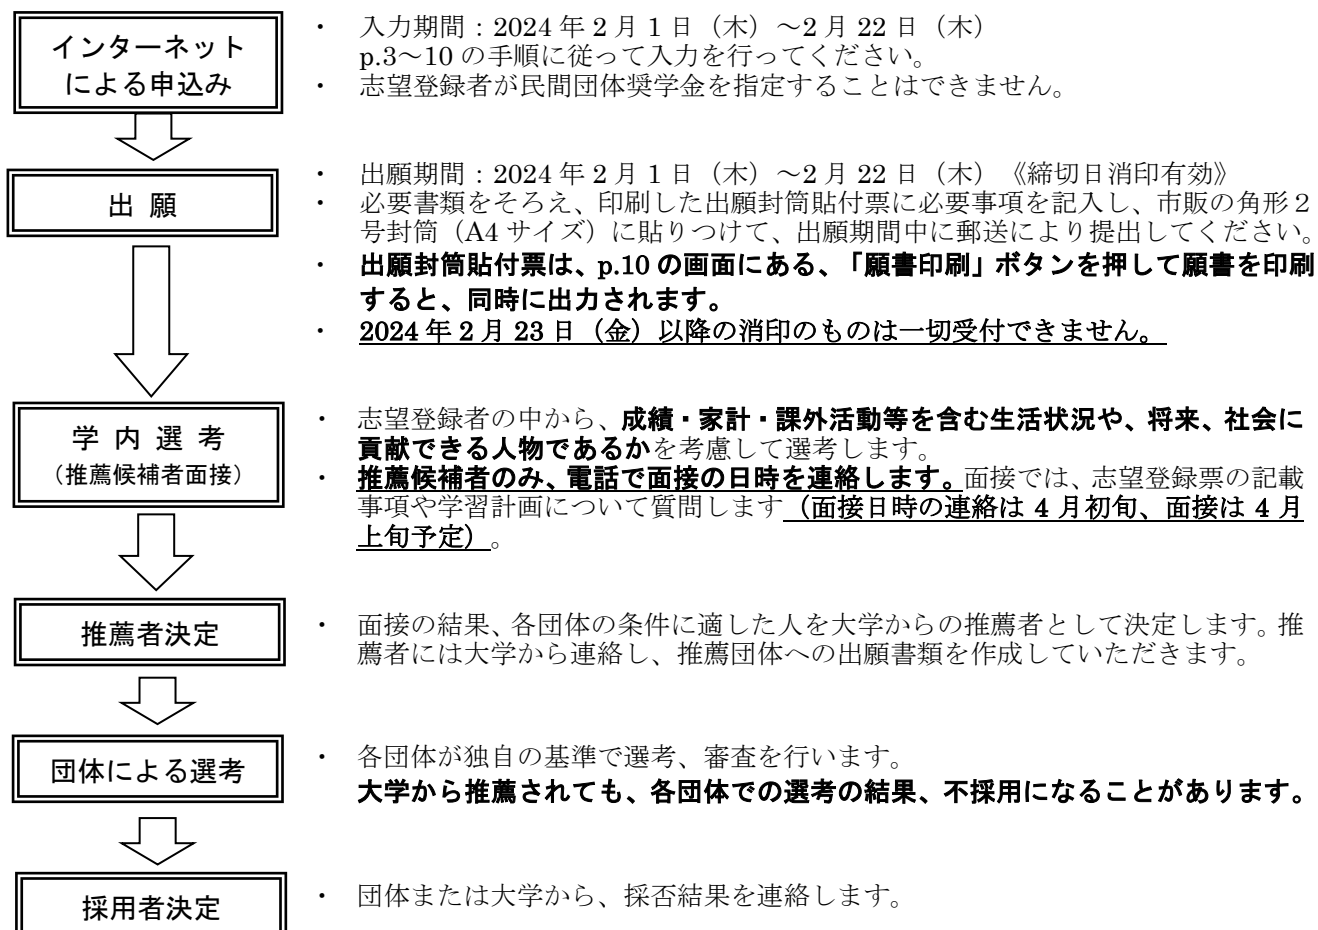 インターネット
による申込み
・ 入力期間：2024 年 2 月 1 日（木）～2 月 22 日（木）
p.3～10 の手順に従って入力を行ってください。
・ 志望登録者が民間団体奨学金を指定することはできません。
出 願
・ 出願期間：2024 年 2 月 1 日（木）～2 月 22 日（木）《締切日消印有効》
・ 必要書類をそろえ、印刷した出願封筒貼付票に必要事項を記入し、市販の角形２
号封筒（A4 サイズ）に貼りつけて、出願期間中に郵送により提出してください。
・ 出願封筒貼付票は、p.10 の画面にある、「願書印刷」ボタンを押して願書を印刷
すると、同時に出力されます。
・ 2024 年 2 月 23 日（金）以降の消印のものは一切受付できません。
学 内 選 考
（推薦候補者面接）
・ 志望登録者の中から、成績・家計・課外活動等を含む生活状況や、将来、社会に
貢献できる人物であるかを考慮して選考します。
・ 推薦候補者のみ、電話で面接の日時を連絡します。面接では、志望登録票の記載
事項や学習計画について質問します（面接日時の連絡は 4 月初旬、面接は 4 月
上旬予定）。
推薦者決定
・ 面接の結果、各団体の条件に適した人を大学からの推薦者として決定します。推
薦者には大学から連絡し、推薦団体への出願書類を作成していただきます。
団体による選考
・ 各団体が独自の基準で選考、審査を行います。
大学から推薦されても、各団体での選考の結果、不採用になることがあります。
採用者決定
・ 団体または大学から、採否結果を連絡します。